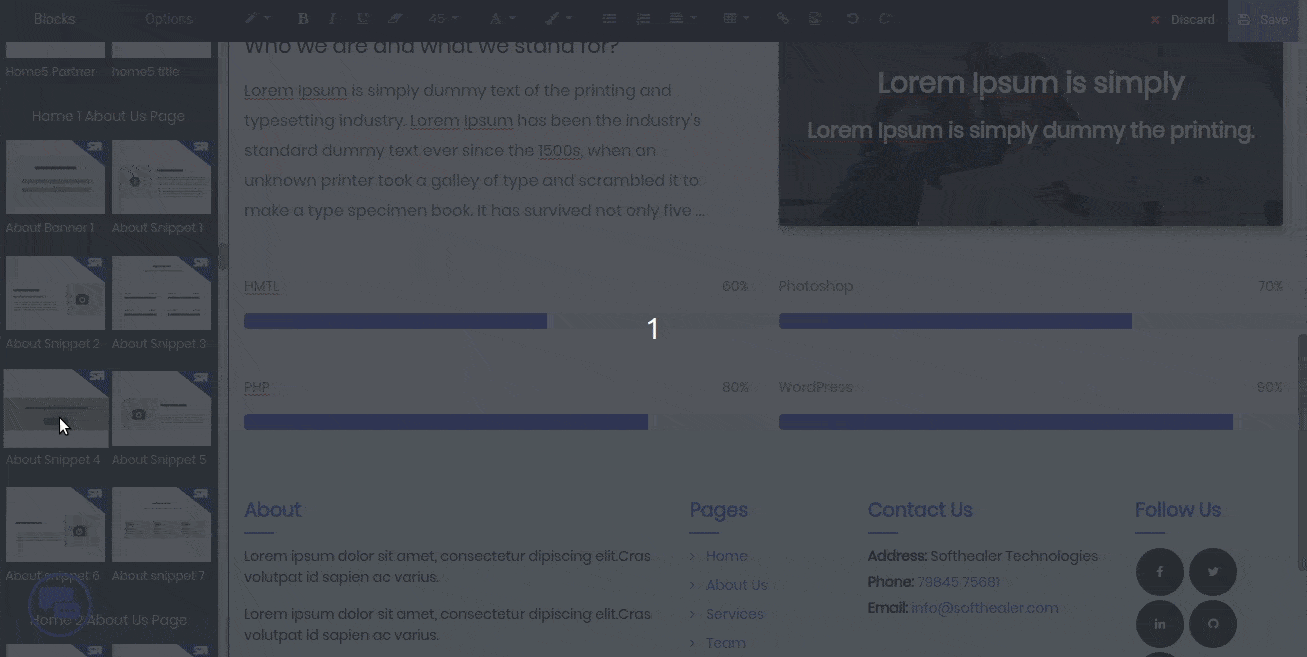 Blocks
Options
B I U 45 A
Discard
Save
Home5 Partner
home5 title
Home 1 About Us Page
About Banner 1
About Snippet 1
About Snippet 2
About Snippet 3
About Snippet 4
About Snippet 5
About snippet 6
About snippet 7
Home 2 About Us Page
Who we are and what we stand for?
Lorem Ipsum is simply dummy text of the printing and
typesetting industry. Lorem Ipsum has been the industry's
standard dummy text ever since the 1500s, when an
unknown printer took a galley of type and scrambled it to
make a type specimen book. It has survived not only five ...
Lorem Ipsum is simply
Lorem Ipsum is simply dummy the printing.
HMTL
60%
Photoshop
70%
1
PHP
80%
WordPress
90%
About
Lorem ipsum dolor sit amet, consectetur dipiscing elit.Cras
volutpat id sapien ac varius.
Lorem ipsum dolor sit amet, consectetur dipiscing elit.Cras
volutpat id sapien ac varius.
Pages
Home
About Us
Services
Team
Contact Us
Address: Softhealer Technologies
Phone: 79845 75681
Email: info@softhealer.com
Follow Us